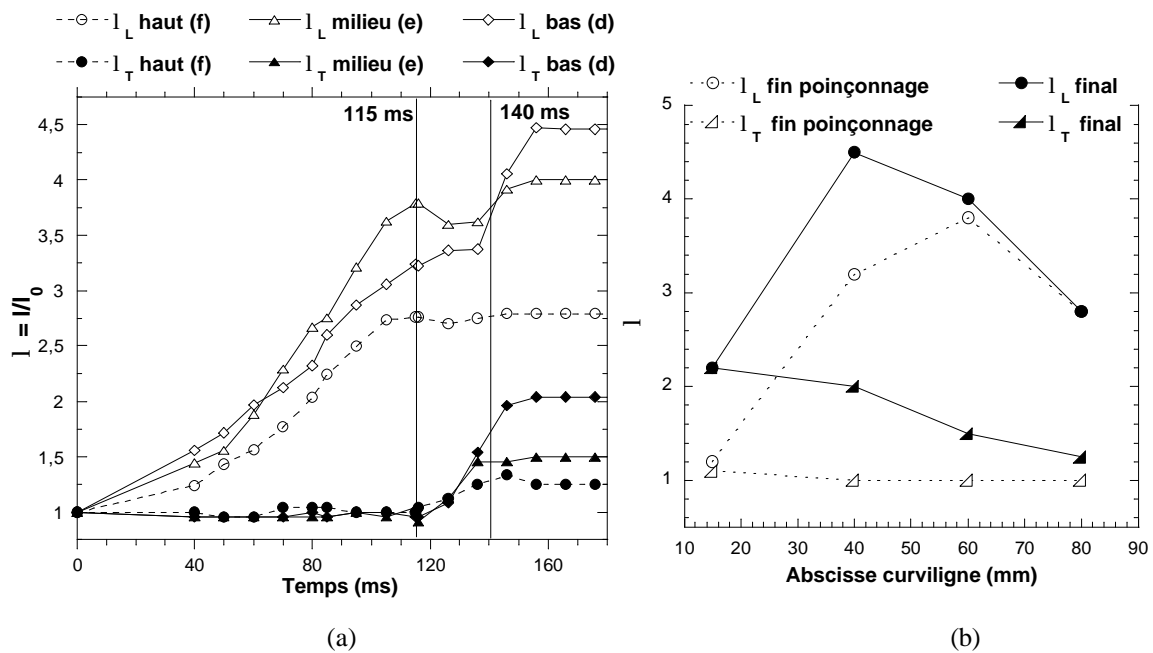 l L haut (f) l L milieu (e) l L bas (d)
l T haut (f) l T milieu (e) l T bas (d)
115 ms 140 ms
4,5
4
3,5
3
2,5
2
1,5
1
l = l/l0
0 40 80 120 160
Temps (ms)
(a)
l L fin poinçonnage l L final
l T fin poinçonnage l T final
5
4
3
2
1
l
10 20 30 40 50 60 70 80 90
Abscisse curviligne (mm)
(b)